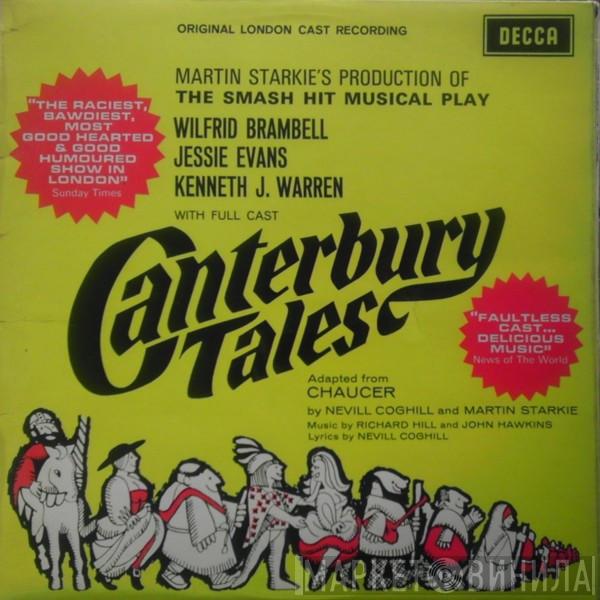 ORIGINAL LONDON CAST RECORDING
DECCA
MARTIN STARKIE'S PRODUCTION OF
THE SMASH HIT MUSICAL PLAY
"THE RACIEST,
BAWDIEST,
MOST
GOOD HEARTED
& GOOD
HUMOURED
SHOW IN
LONDON"
Sunday Times
WILFRID BRAMBELL
JESSIE EVANS
KENNETH J. WARREN
WITH FULL CAST
Canterbury
Tales
"FAULTLESS
CAST...
DELICIOUS
MUSIC"
News of The World
Adapted from
CHAUCER
by NEVILL COGHILL and MARTIN STARKIE
Music by RICHARD HILL and JOHN HAWKINS
Lyrics by NEVILL COGHILL
МАРКЕТ ВИНИЛА